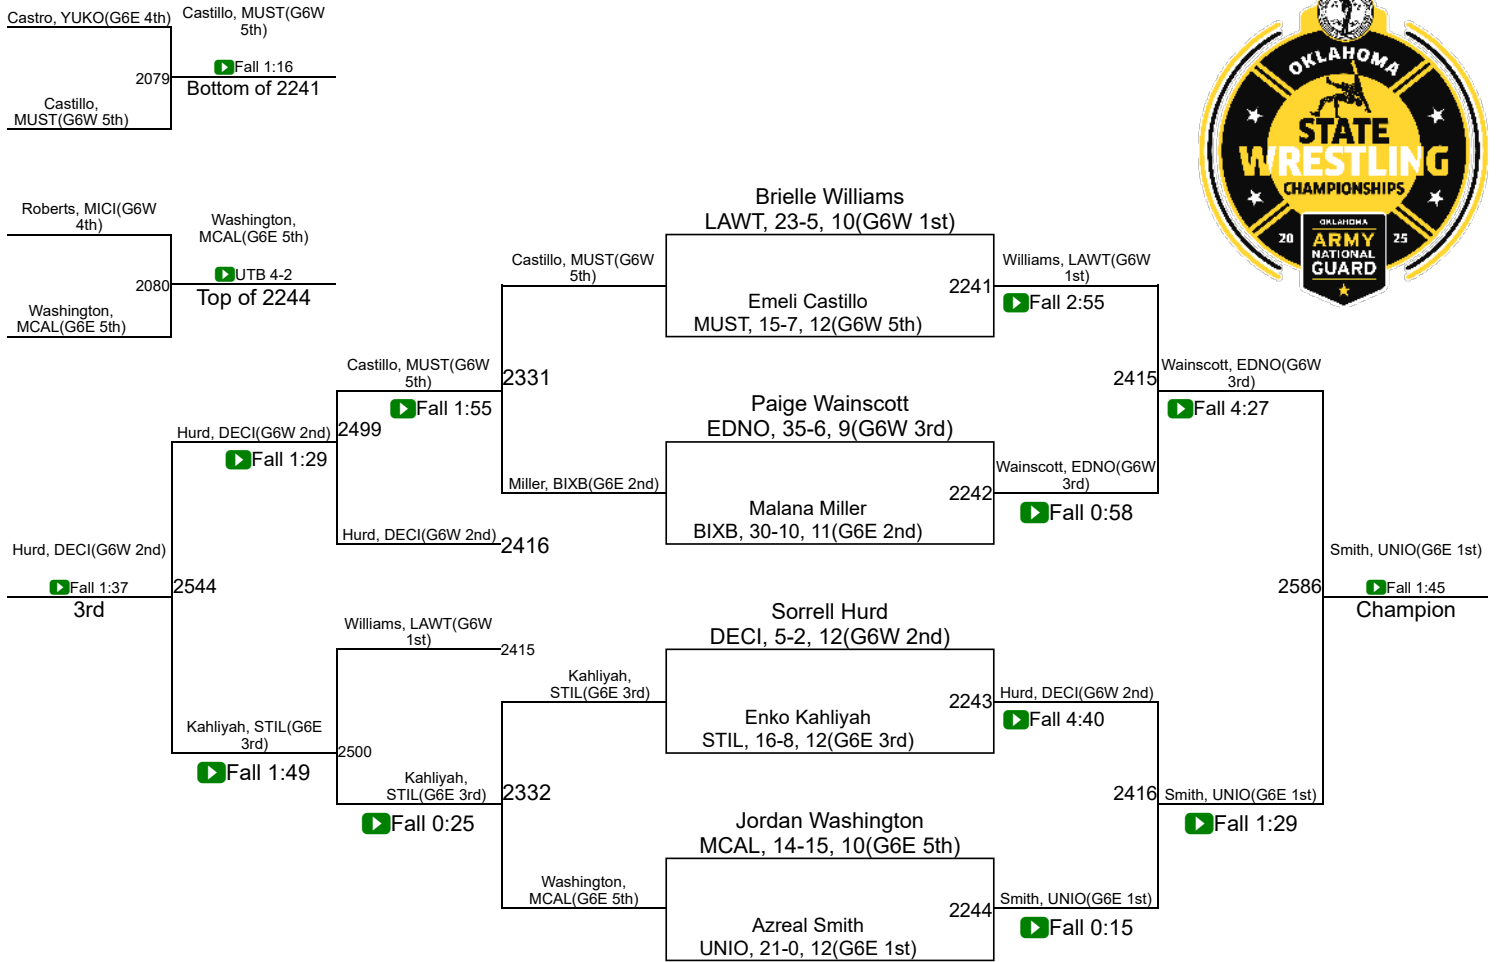 Castro, YUKO(G6E 4th)
Castillo, MUST(G6W
5th)
Fall 1:16
2079
Bottom of 2241
Castillo,
MUST(G6W 5th)
Roberts, MICI(G6W
4th)
Washington,
MCAL(G6E 5th)
UTB 4-2
2080
Top of 2244
Washington,
MCAL(G6E 5th)
OKLAHOMA
STATE
WRESTLING
CHAMPIONSHIPS
OKLAHOMA
20
ARMY
25
NATIONAL
GUARD
Brielle Williams
LAWT, 23-5, 10(G6W 1st)
Castillo, MUST(G6W
5th)
2241
Williams, LAWT(G6W
1st)
Fall 2:55
Emeli Castillo
MUST, 15-7, 12(G6W 5th)
Castillo, MUST(G6W
5th)
Fall 1:55
2331
2415
Wainscott, EDNO(G6W
3rd)
Fall 4:27
Paige Wainscott
EDNO, 35-6, 9(G6W 3rd)
Hurd, DECI(G6W 2nd)
2499
Fall 1:29
Miller, BIXB(G6E 2nd)
2242
Wainscott, EDNO(G6W
3rd)
Fall 0:58
Malana Miller
BIXB, 30-10, 11(G6E 2nd)
Hurd, DECI(G6W 2nd)
2416
Hurd, DECI(G6W 2nd)
Fall 1:37
3rd
2544
2586
Smith, UNIO(G6E 1st)
Fall 1:45
Champion
Sorrell Hurd
DECI, 5-2, 12(G6W 2nd)
Williams, LAWT(G6W
1st)
2415
Kahliyah,
STIL(G6E 3rd)
2243
Hurd, DECI(G6W 2nd)
Fall 4:40
Enko Kahliyah
STIL, 16-8, 12(G6E 3rd)
Kahliyah, STIL(G6E
3rd)
2500
Fall 1:49
Kahliyah,
STIL(G6E 3rd)
2332
Fall 0:25
2416
Smith, UNIO(G6E 1st)
Fall 1:29
Jordan Washington
MCAL, 14-15, 10(G6E 5th)
Washington,
MCAL(G6E 5th)
2244
Smith, UNIO(G6E 1st)
Fall 0:15
Azreal Smith
UNIO, 21-0, 12(G6E 1st)